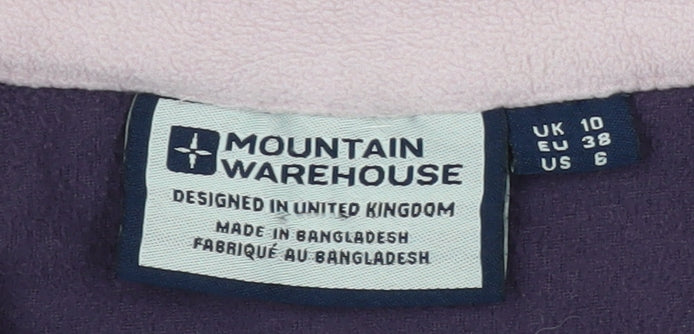 MOUNTAIN
WAREHOUSE
DESIGNED IN UNITED KINGDOM
MADE IN BANGLADESH
FABRIQUÉ AU BANGLADESH
UK 10
EU 38
US 6